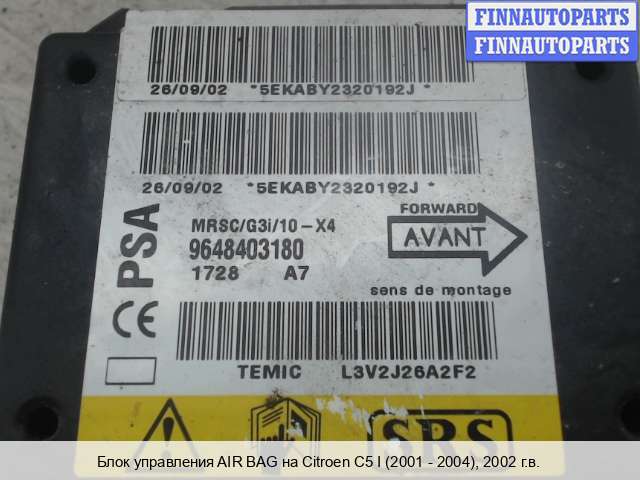 FINNAUTOPARTS
FINNAUTOPARTS
26/09/02 *5EKABY2320192J*
26/09/02 *5EKABY2320192J*
PSA
MRSC/G3i/10-X4
9648403180
1728 A7
FORWARD
AVANT
sens de montage
CE
TEMIC L3V2J26A2F2
SRS
Блок управления AIR BAG на Citroen C5 I (2001 - 2004), 2002 г.в.